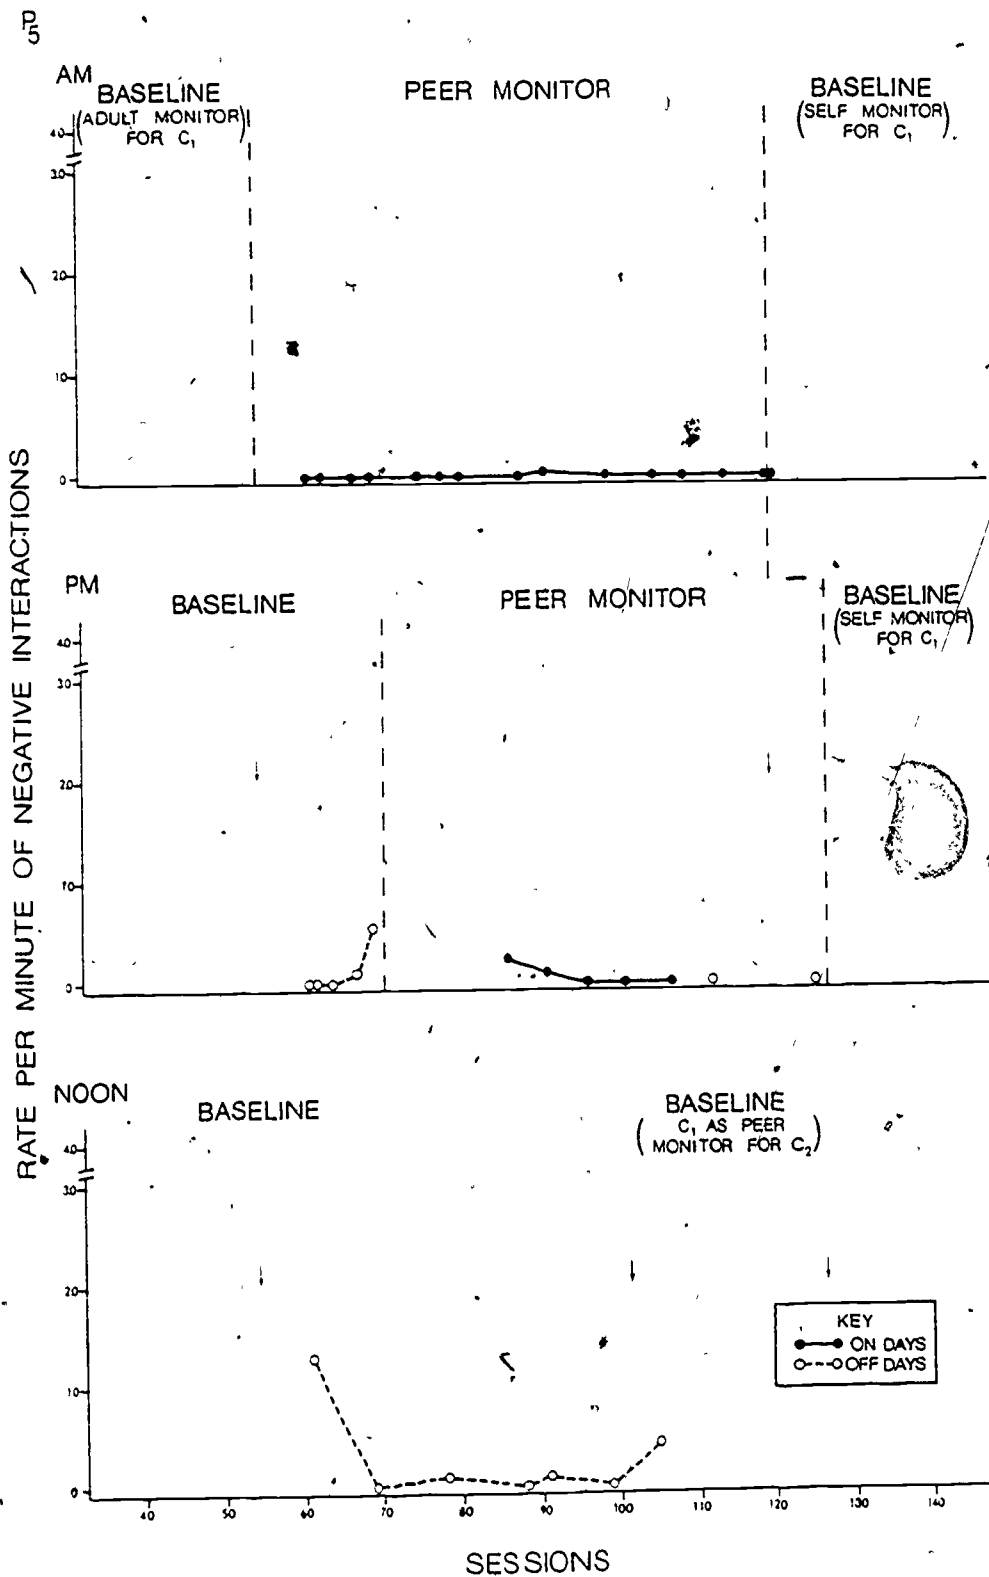 P5
AM
BASELINE
(ADULT MONITOR
FOR C1)
PEER MONITOR
BASELINE
(SELF MONITOR
FOR C1)
40
30
20
10
0
RATE PER MINUTE OF NEGATIVE INTERACTIONS
PM
BASELINE
PEER MONITOR
BASELINE
(SELF MONITOR
FOR C1)
40
30
20
10
0
NOON
BASELINE
BASELINE
(C1 AS PEER
MONITOR FOR C2)
40
30
20
10
0
KEY
ON DAYS
OFF DAYS
40 50 60 70 80 90 100 110 120 130 140
SESSIONS